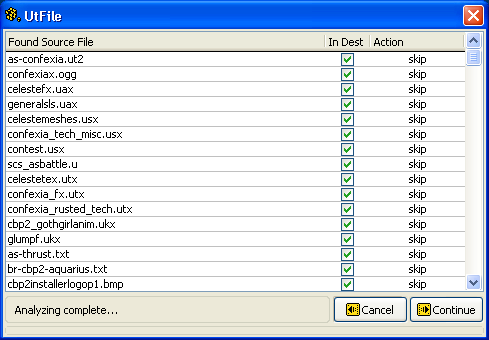 UtFile
Found Source File In Dest Action
as-confexia.ut2 skip
confexiax.ogg skip
celestefx.uax skip
generalsls.uax skip
celestemeshes.usx skip
confexia_tech_misc.usx skip
contest.usx skip
scs_asbattle.u skip
celestetex.utx skip
confexia_fx.utx skip
confexia_rusted_tech.utx skip
cbp2_gothgirlanim.ukx skip
glumpf.ukx skip
as-thrust.txt skip
br-cbp2-aquarius.txt skip
cbp2installerlogop1.bmp skip
Analyzing complete... Cancel Continue